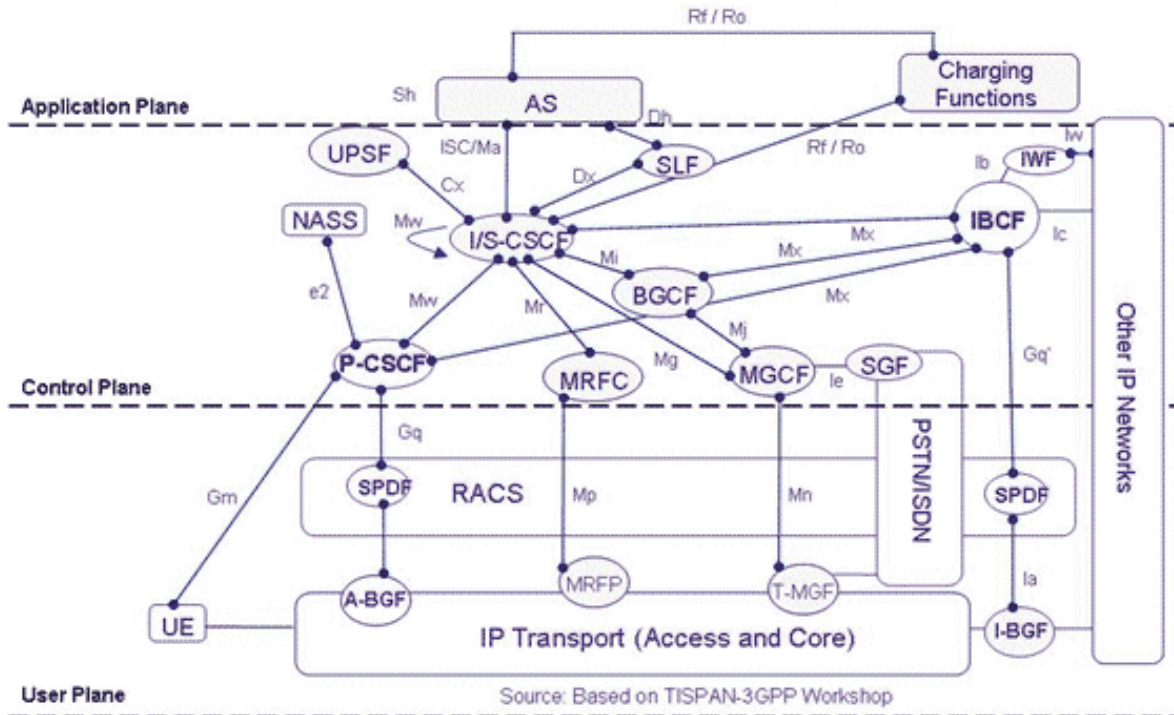 Rf / Ro
Charging
Functions
Sh
AS
Application Plane
Dh
UPSF
ISC/Ma
SLF
Rf / Ro
Iw
IWF
Ib
Cx
Dx
NASS
Mw
I/S-CSCF
IBCF
Mx
Ic
Mi
Mx
e2
Mw
Mr
BGCF
Mx
Mj
Other IP Networks
P-CSCF
Mg
MGCF
SGF
Gq'
MRFC
Ie
Control Plane
Gq
PSTN/ISDN
Gm
SPDF
RACS
Mp
Mn
SPDF
MRFP
T-MGF
Ia
A-BGF
UE
IP Transport (Access and Core)
I-BGF
User Plane
Source: Based on TISPAN-3GPP Workshop